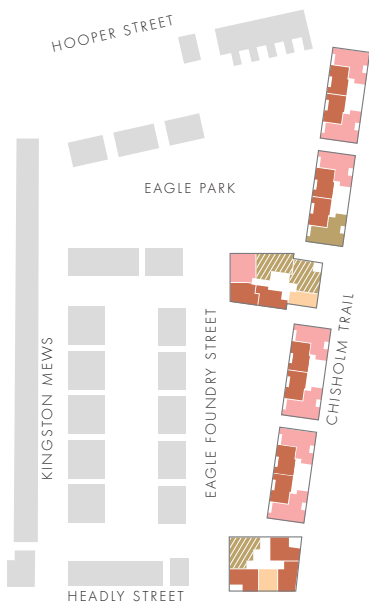 HOOPER STREET
EAGLE PARK
KINGSTON MEWS
EAGLE FOUNDRY STREET
CHISHOLM TRAIL
HEADLY STREET